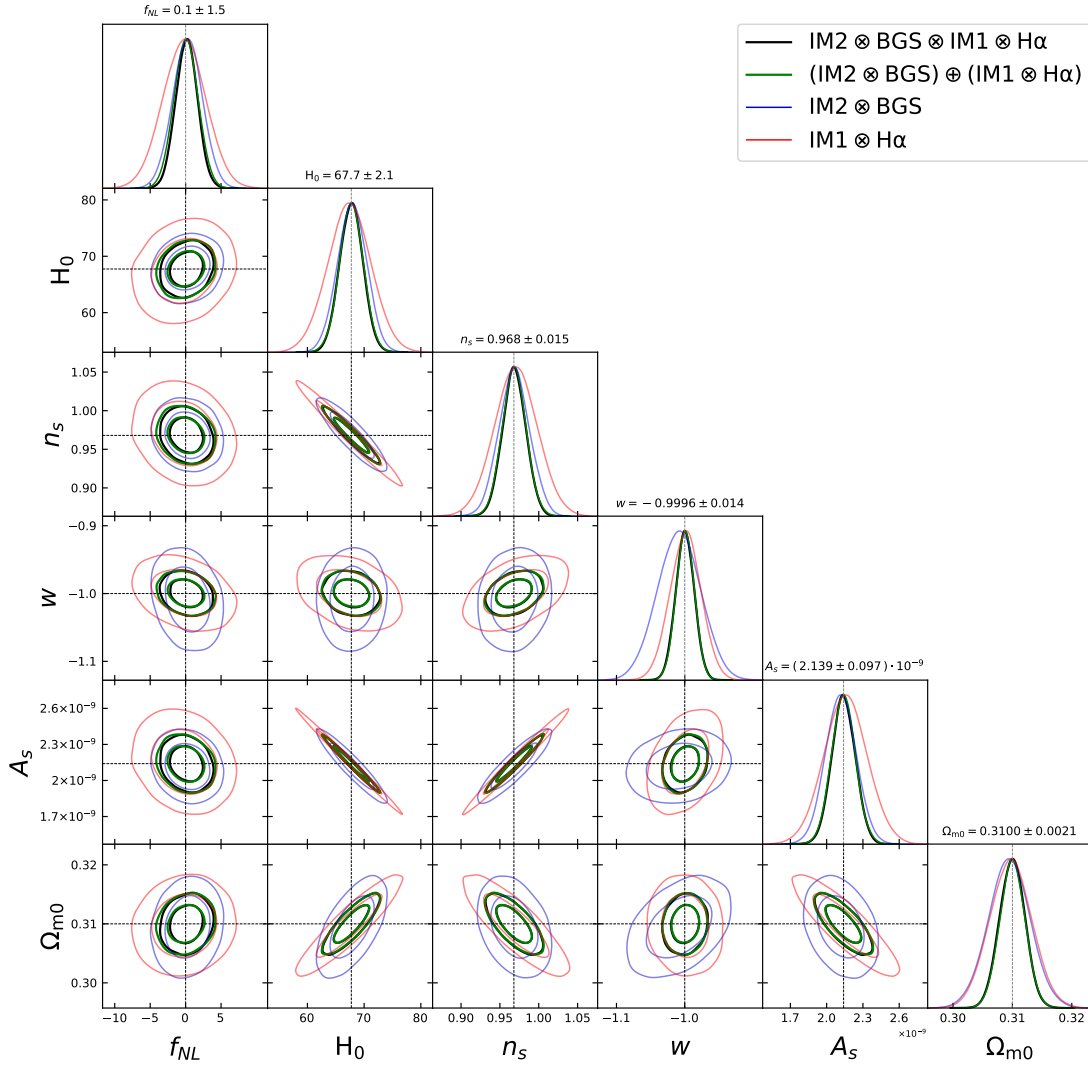 f_NL = 0.1 ± 1.5
IM2 ⊗ BGS ⊗ IM1 ⊗ Hα
(IM2 ⊗ BGS) ⊕ (IM1 ⊗ Hα)
IM2 ⊗ BGS
IM1 ⊗ Hα
H₀ = 67.7 ± 2.1
80
70
60
H₀
n_s = 0.968 ± 0.015
1.05
1.00
0.95
0.90
n_s
w = −0.9996 ± 0.014
−0.9
−1.0
−1.1
w
A_s = (2.139 ± 0.097) · 10⁻⁹
2.6×10⁻⁹
2.3×10⁻⁹
2×10⁻⁹
1.7×10⁻⁹
A_s
Ω_m0 = 0.3100 ± 0.0021
0.32
0.31
0.30
Ω_m0
−10 −5 0 5 60 70 80 0.90 0.95 1.00 1.05 −1.1 −1.0 1.7 2.0 2.3 2.6 0.30 0.31 0.32
×10⁻⁹
f_NL H₀ n_s w A_s Ω_m0